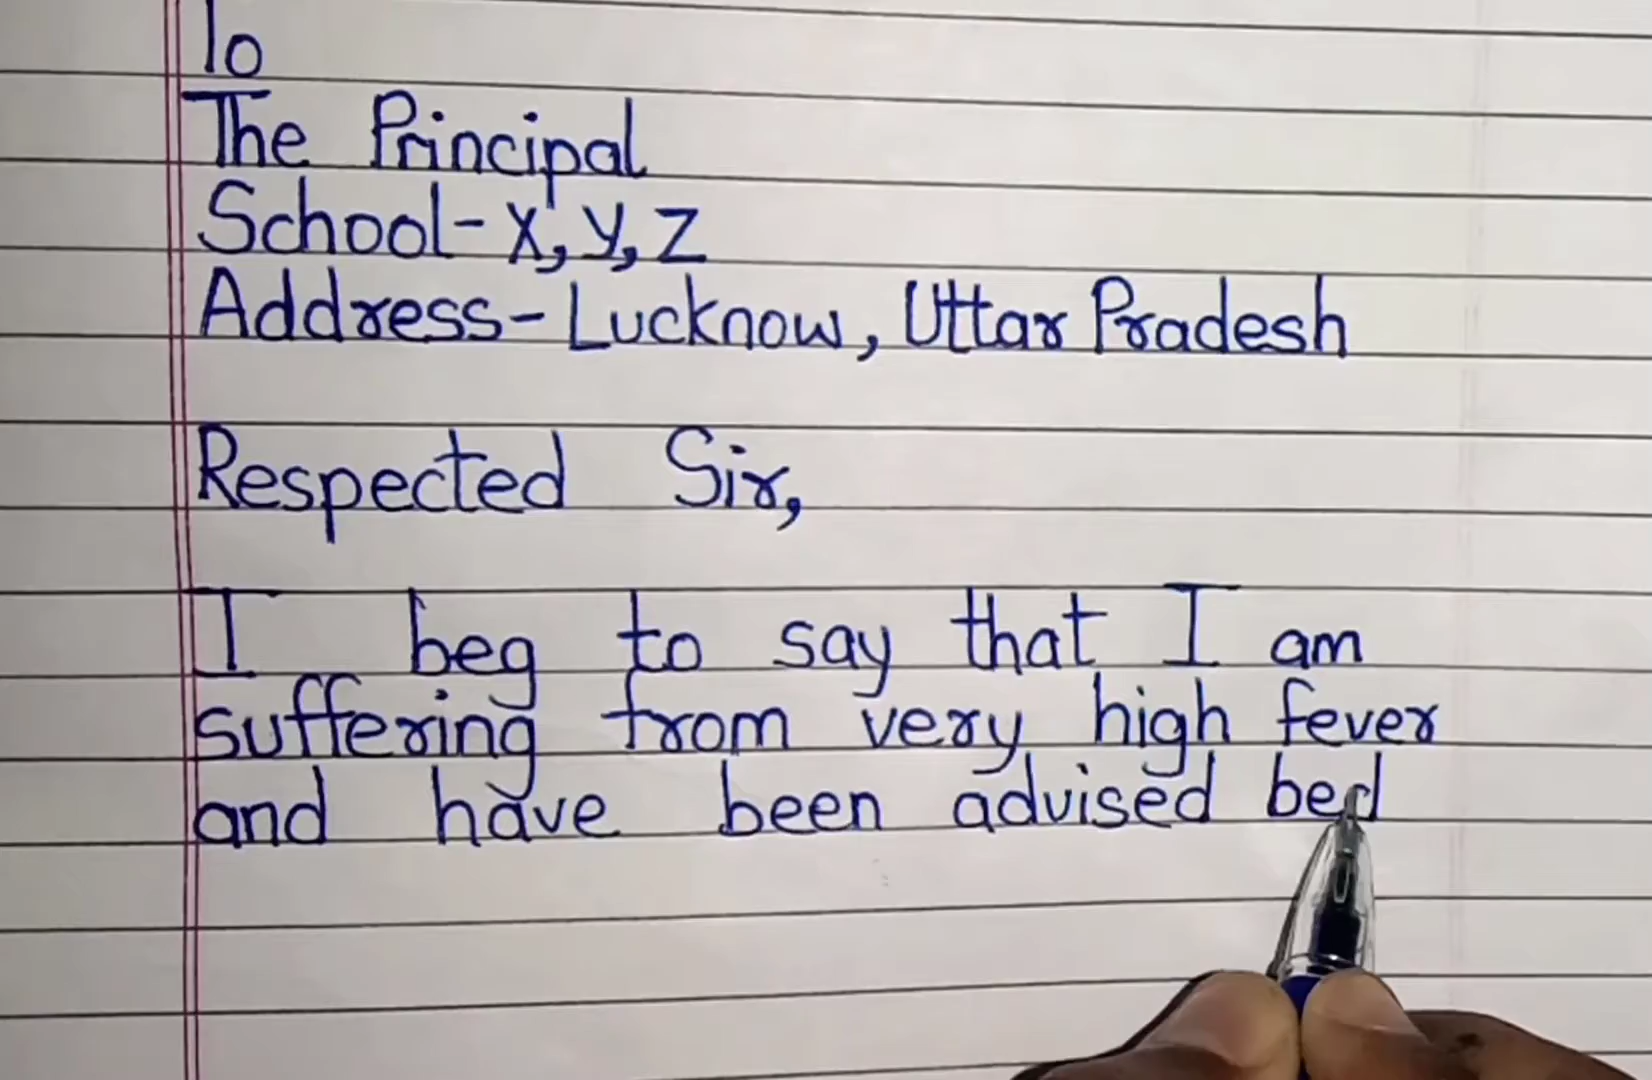 To
The Principal
School- X, Y, Z
Address- Lucknow, Uttar Pradesh
Respected Sir,
I beg to say that I am
suffering from very high fever
and have been advised bed